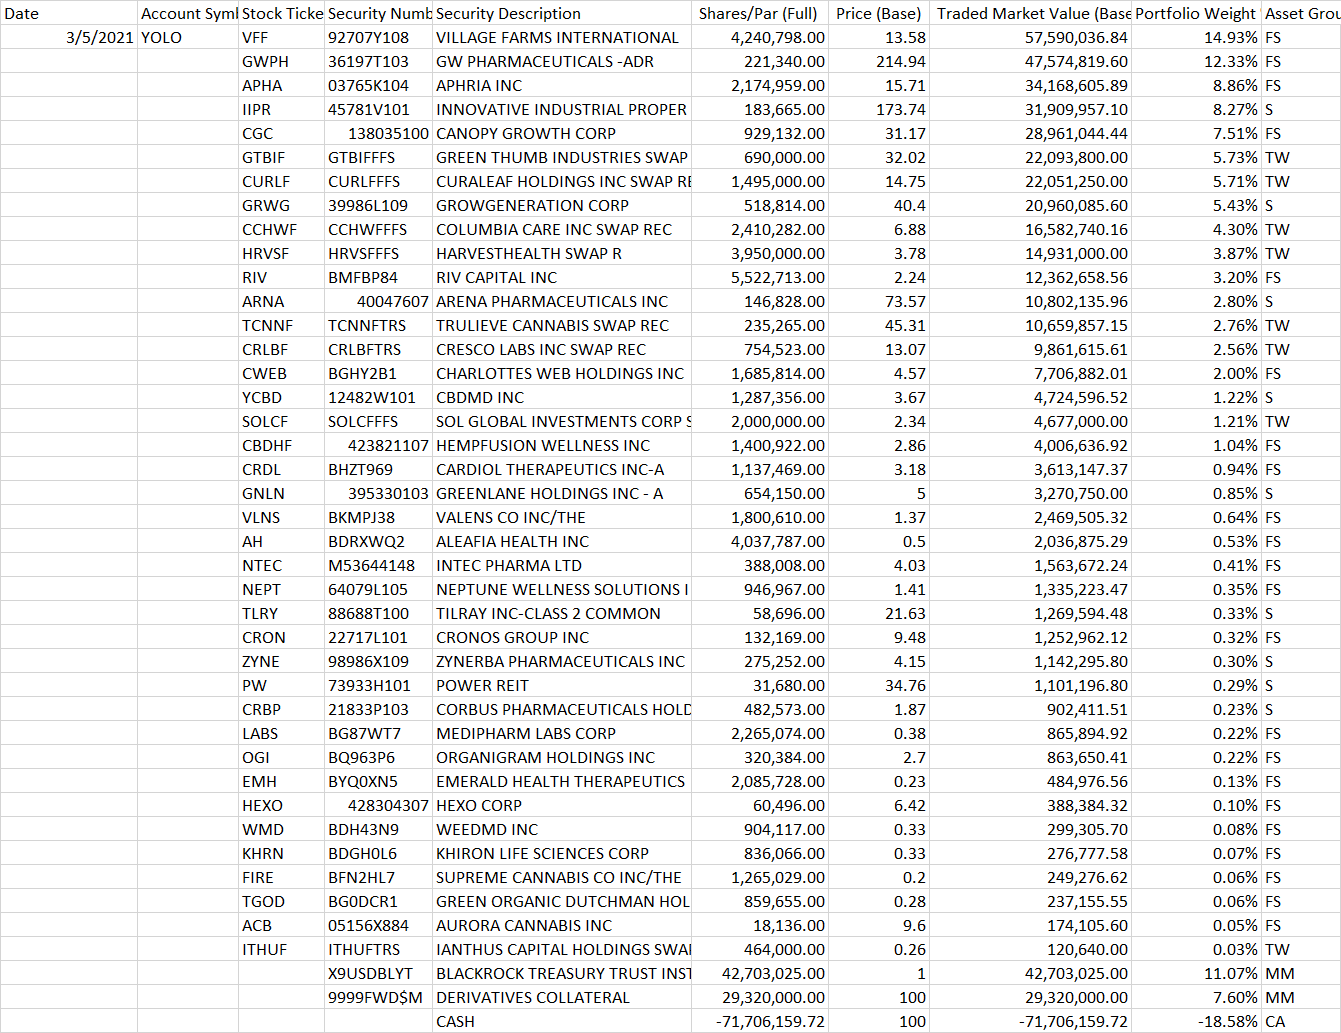 Date Account Symb Stock Ticke Security Numb Security Description Shares/Par (Full) Price (Base) Traded Market Value (Base Portfolio Weight Asset Grou
3/5/2021 YOLO VFF 92707Y108 VILLAGE FARMS INTERNATIONAL 4,240,798.00 13.58 57,590,036.84 14.93% FS
GWPH 36197T103 GW PHARMACEUTICALS -ADR 221,340.00 214.94 47,574,819.60 12.33% FS
APHA 03765K104 APHRIA INC 2,174,959.00 15.71 34,168,605.89 8.86% FS
IIPR 45781V101 INNOVATIVE INDUSTRIAL PROPER 183,665.00 173.74 31,909,957.10 8.27% S
CGC 138035100 CANOPY GROWTH CORP 929,132.00 31.17 28,961,044.44 7.51% FS
GTBIF GTBIFFFS GREEN THUMB INDUSTRIES SWAP 690,000.00 32.02 22,093,800.00 5.73% TW
CURLF CURLFFFS CURALEAF HOLDINGS INC SWAP RE 1,495,000.00 14.75 22,051,250.00 5.71% TW
GRWG 39986L109 GROWGENERATION CORP 518,814.00 40.4 20,960,085.60 5.43% S
CCHWF CCHWFFFS COLUMBIA CARE INC SWAP REC 2,410,282.00 6.88 16,582,740.16 4.30% TW
HRVSF HRVSFFFS HARVESTHEALTH SWAP R 3,950,000.00 3.78 14,931,000.00 3.87% TW
RIV BMFBP84 RIV CAPITAL INC 5,522,713.00 2.24 12,362,658.56 3.20% FS
ARNA 40047607 ARENA PHARMACEUTICALS INC 146,828.00 73.57 10,802,135.96 2.80% S
TCNNF TCNNFTRS TRULIEVE CANNABIS SWAP REC 235,265.00 45.31 10,659,857.15 2.76% TW
CRLBF CRLBFTRS CRESCO LABS INC SWAP REC 754,523.00 13.07 9,861,615.61 2.56% TW
CWEB BGHY2B1 CHARLOTTES WEB HOLDINGS INC 1,685,814.00 4.57 7,706,882.01 2.00% FS
YCBD 12482W101 CBDMD INC 1,287,356.00 3.67 4,724,596.52 1.22% S
SOLCF SOLCFFFS SOL GLOBAL INVESTMENTS CORP S 2,000,000.00 2.34 4,677,000.00 1.21% TW
CBDHF 423821107 HEMPFUSION WELLNESS INC 1,400,922.00 2.86 4,006,636.92 1.04% FS
CRDL BHZT969 CARDIOL THERAPEUTICS INC-A 1,137,469.00 3.18 3,613,147.37 0.94% FS
GNLN 395330103 GREENLANE HOLDINGS INC - A 654,150.00 5 3,270,750.00 0.85% S
VLNS BKMPJ38 VALENS CO INC/THE 1,800,610.00 1.37 2,469,505.32 0.64% FS
AH BDRXWQ2 ALEAFIA HEALTH INC 4,037,787.00 0.5 2,036,875.29 0.53% FS
NTEC M53644148 INTEC PHARMA LTD 388,008.00 4.03 1,563,672.24 0.41% FS
NEPT 64079L105 NEPTUNE WELLNESS SOLUTIONS I 946,967.00 1.41 1,335,223.47 0.35% FS
TLRY 88688T100 TILRAY INC-CLASS 2 COMMON 58,696.00 21.63 1,269,594.48 0.33% S
CRON 22717L101 CRONOS GROUP INC 132,169.00 9.48 1,252,962.12 0.32% FS
ZYNE 98986X109 ZYNERBA PHARMACEUTICALS INC 275,252.00 4.15 1,142,295.80 0.30% S
PW 73933H101 POWER REIT 31,680.00 34.76 1,101,196.80 0.29% S
CRBP 21833P103 CORBUS PHARMACEUTICALS HOLD 482,573.00 1.87 902,411.51 0.23% S
LABS BG87WT7 MEDIPHARM LABS CORP 2,265,074.00 0.38 865,894.92 0.22% FS
OGI BQ963P6 ORGANIGRAM HOLDINGS INC 320,384.00 2.7 863,650.41 0.22% FS
EMH BYQ0XN5 EMERALD HEALTH THERAPEUTICS 2,085,728.00 0.23 484,976.56 0.13% FS
HEXO 428304307 HEXO CORP 60,496.00 6.42 388,384.32 0.10% FS
WMD BDH43N9 WEEDMD INC 904,117.00 0.33 299,305.70 0.08% FS
KHRN BDGH0L6 KHIRON LIFE SCIENCES CORP 836,066.00 0.33 276,777.58 0.07% FS
FIRE BFN2HL7 SUPREME CANNABIS CO INC/THE 1,265,029.00 0.2 249,276.62 0.06% FS
TGOD BG0DCR1 GREEN ORGANIC DUTCHMAN HOL 859,655.00 0.28 237,155.55 0.06% FS
ACB 05156X884 AURORA CANNABIS INC 18,136.00 9.6 174,105.60 0.05% FS
ITHUF ITHUFTRS IANTHUS CAPITAL HOLDINGS SWAI 464,000.00 0.26 120,640.00 0.03% TW
X9USDBLYT BLACKROCK TREASURY TRUST INST 42,703,025.00 1 42,703,025.00 11.07% MM
9999FWD$M DERIVATIVES COLLATERAL 29,320,000.00 100 29,320,000.00 7.60% MM
CASH -71,706,159.72 100 -71,706,159.72 -18.58% CA